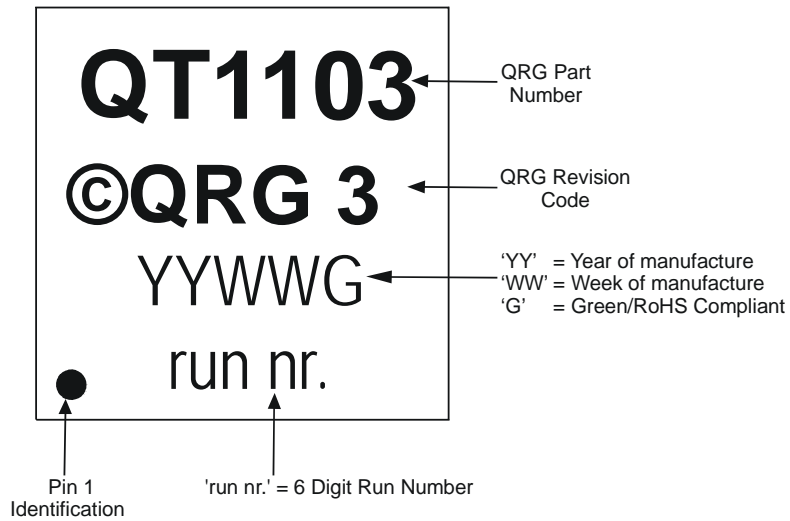 QT1103
QRG Part
Number
©QRG 3
QRG Revision
Code
YYWWG
‘YY’ = Year of manufacture
‘WW’ = Week of manufacture
‘G’ = Green/RoHS Compliant
run nr.
Pin 1
Identification
'run nr.' = 6 Digit Run Number